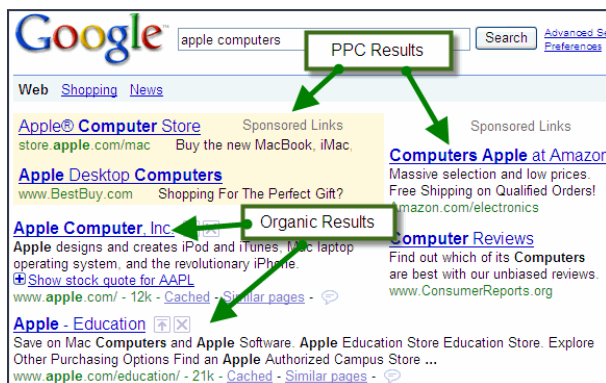 Google
apple computers
Search
Advanced Se
Preferences
PPC Results
Web Shopping News
Apple® Computer Store
Sponsored Links
store.apple.com/mac Buy the new MacBook, iMac,
Apple Desktop Computers
www.BestBuy.com Shopping For The Perfect Gift?
Sponsored Links
Computers Apple at Amazon
Massive selection and low prices.
Free Shipping on Qualified Orders!
Amazon.com/electronics
Computer Reviews
Find out which of its Computers
are best with our unbiased reviews.
www.ConsumerReports.org
Organic Results
Apple Computer, Inc.
Apple designs and creates iPod and iTunes, Mac laptop
operating system, and the revolutionary iPhone.
Show stock quote for AAPL
www.apple.com/ - 12k - Cached - Similar pages -
Apple - Education
Save on Mac Computers and Apple Software. Apple Education Store Education Store. Explore
Other Purchasing Options Find an Apple Authorized Campus Store ...
www.apple.com/education/ - 21k - Cached - Similar pages -